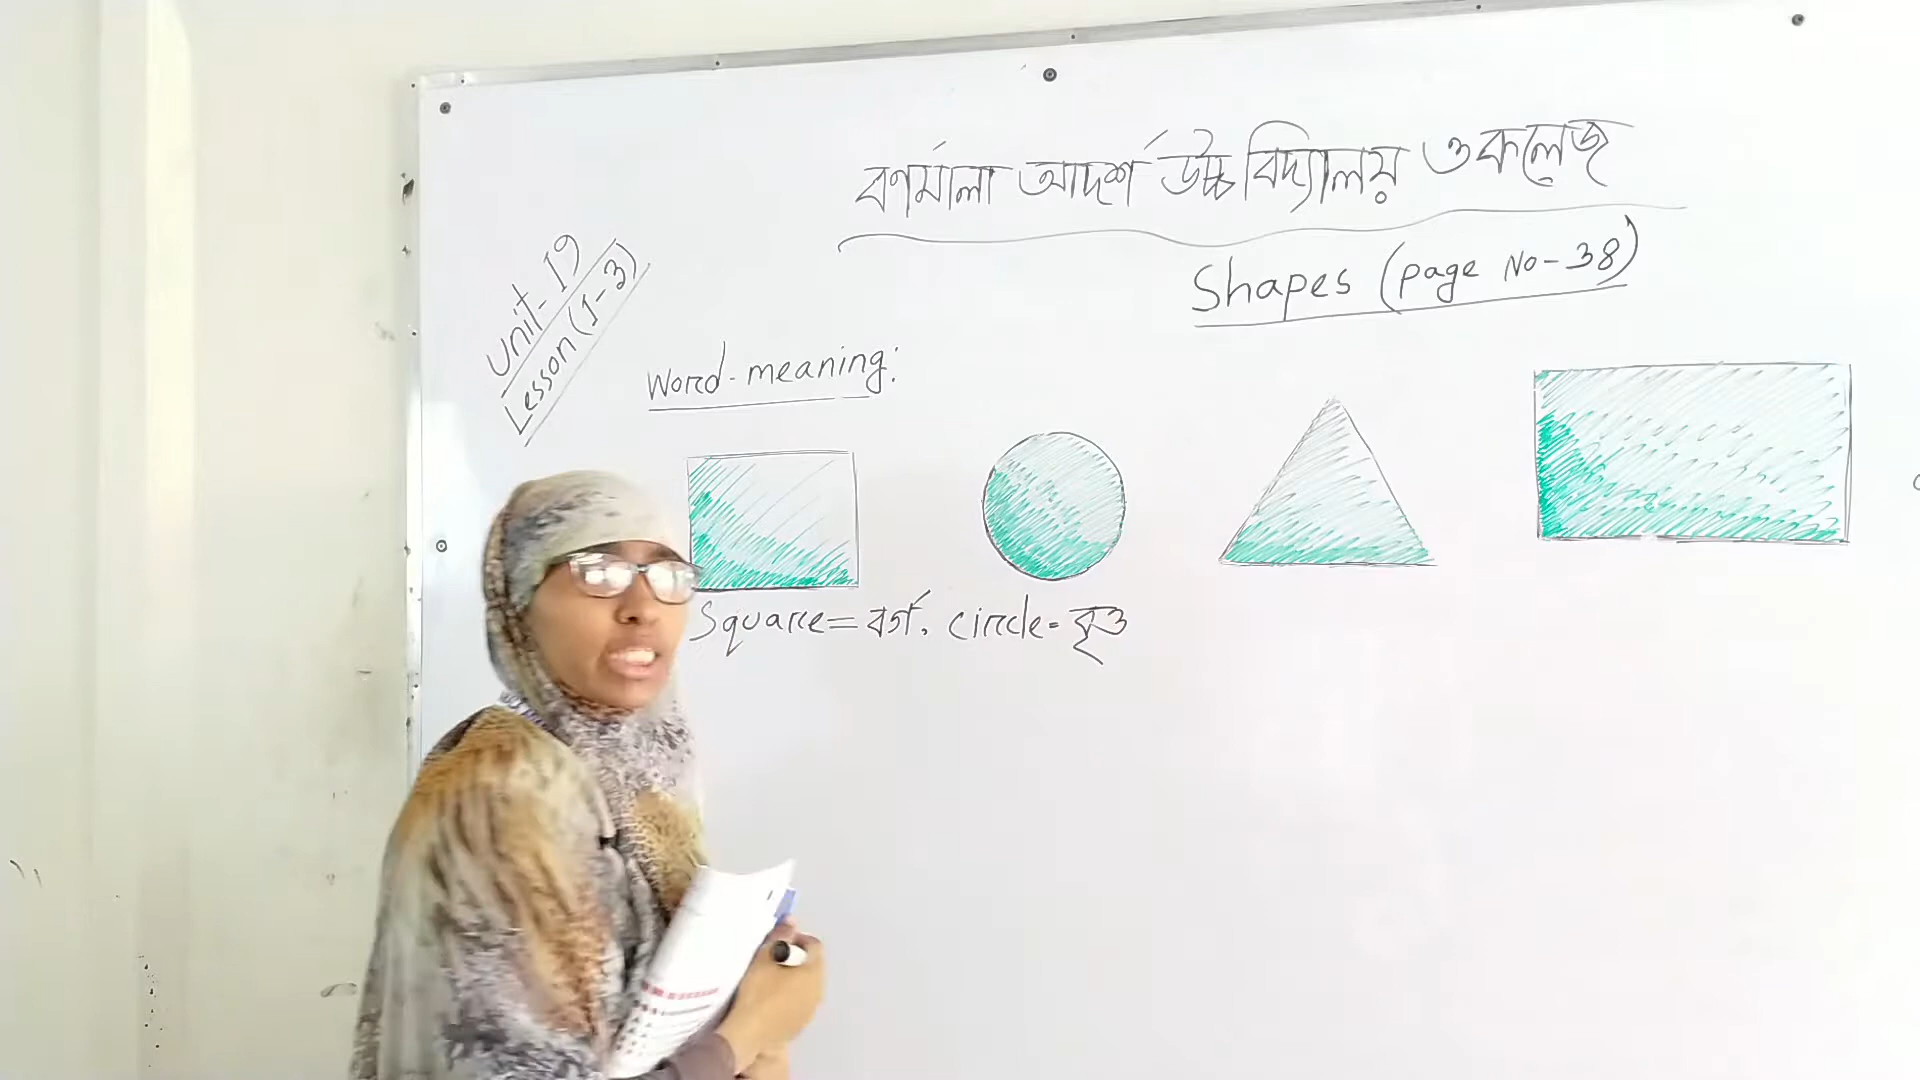 বর্ণমালা আদর্শ উচ্চ বিদ্যালয় ও কলেজ
Unit-19
Lesson (1-3)
Shapes (page No-38)
Word-meaning:
Square= বর্গ, circle= বৃত্ত